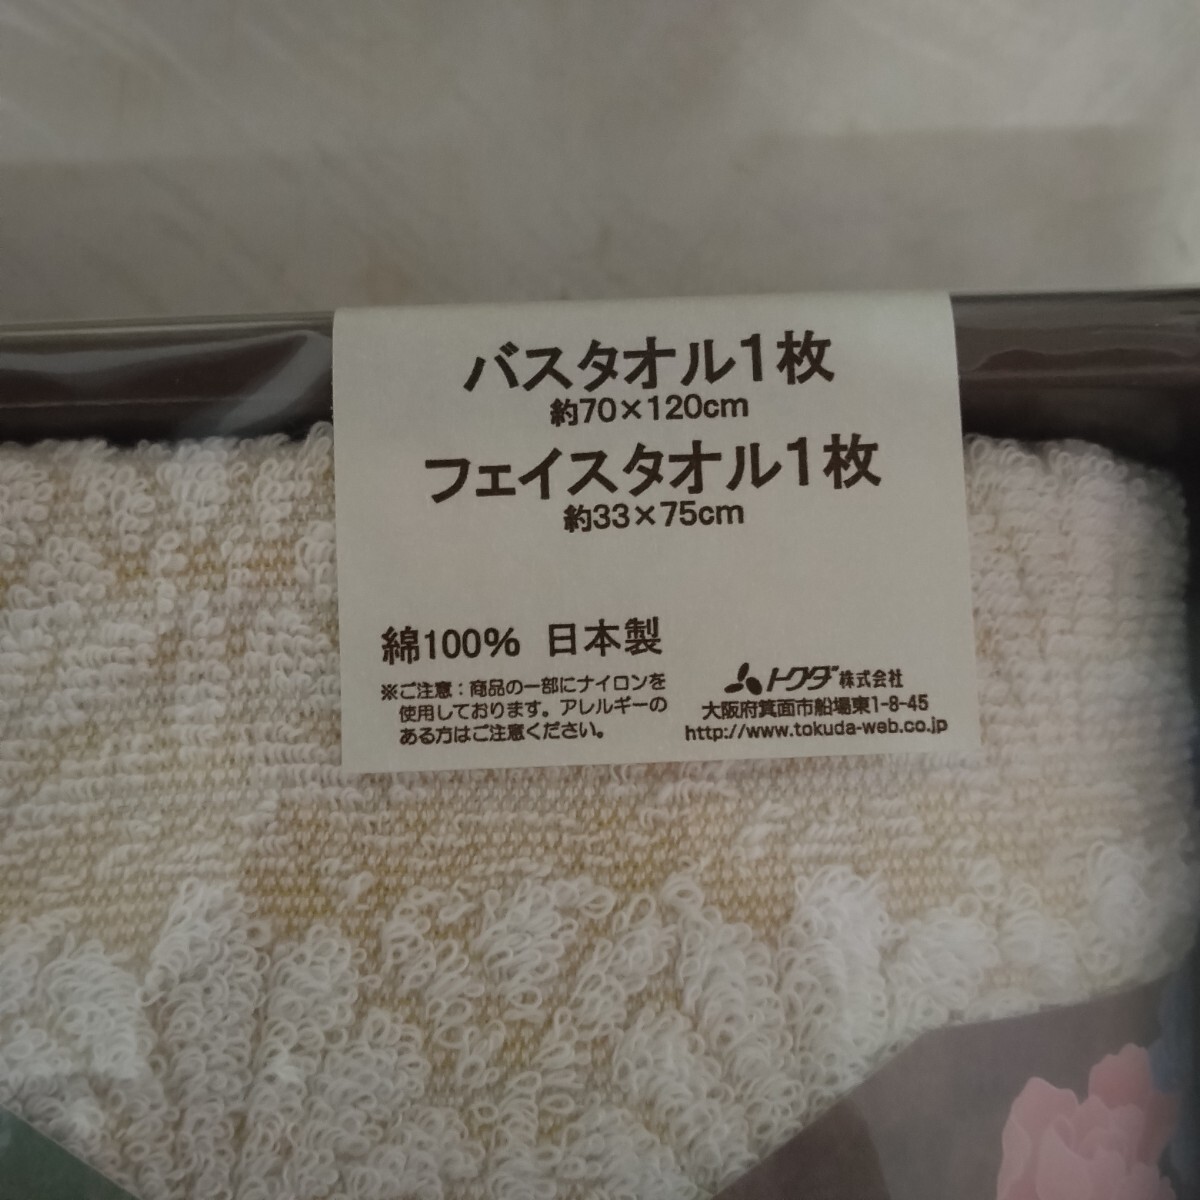 バスタオル1枚
約70×120cm
フェイスタオル1枚
約33×75cm
綿100% 日本製
※ご注意：商品の一部にナイロンを
使用しております。アレルギーの
ある方はご注意ください。
トクダ株式会社
大阪府箕面市船場東1-8-45
http://www.tokuda-web.co.jp